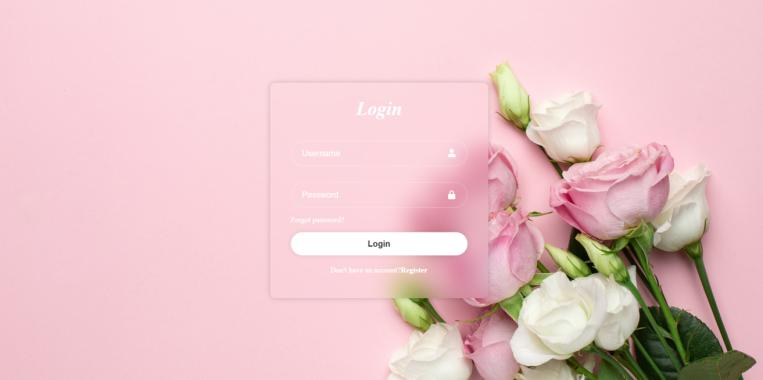 Login
Username
Password
Forgot password?
Login
Don't have an account?Register